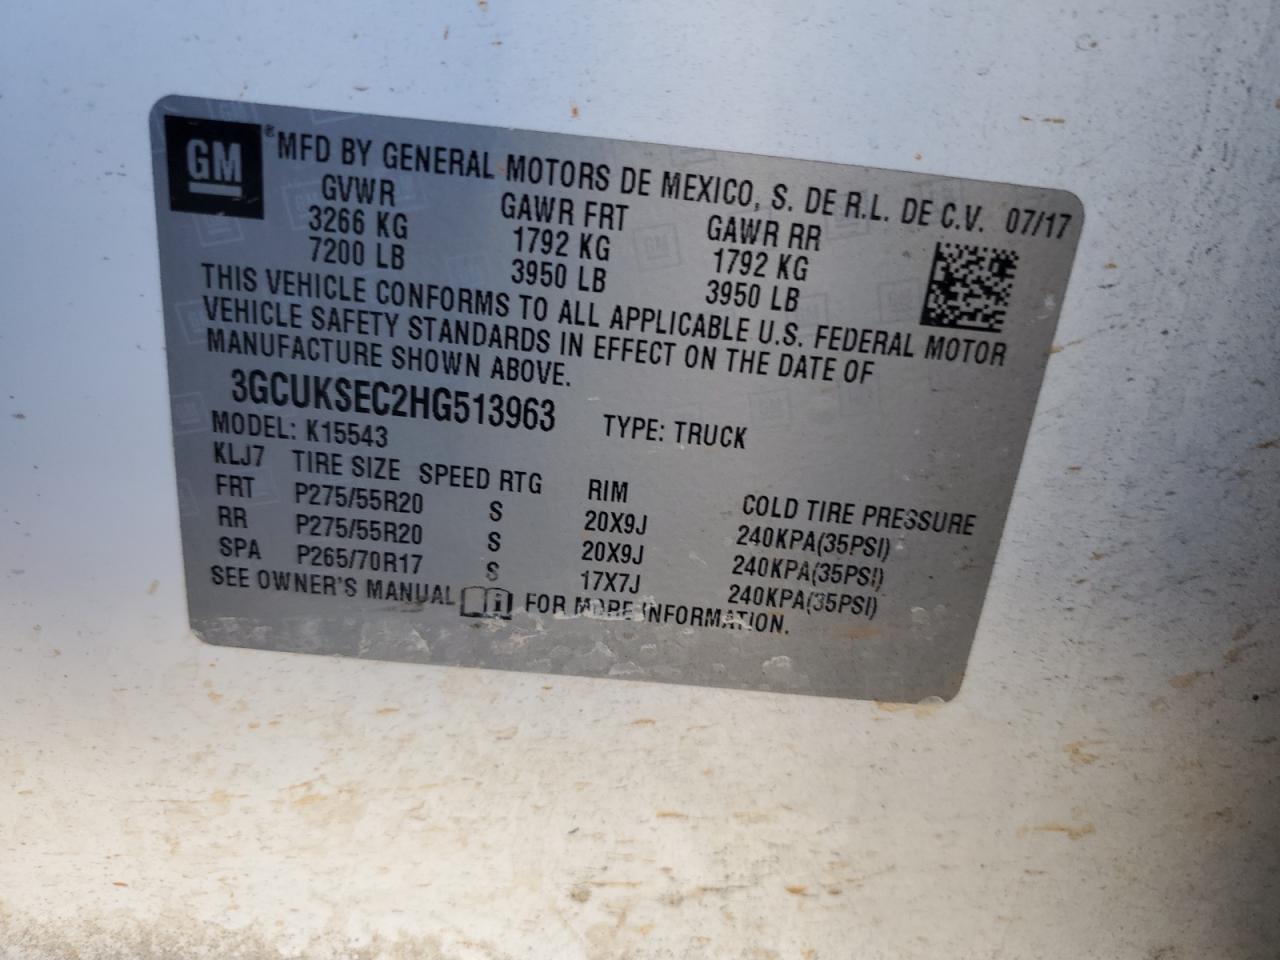 GM ® MFD BY GENERAL MOTORS DE MEXICO, S. DE R.L. DE C.V. 07/17
GVWR GAWR FRT GAWR RR
3266 KG 1792 KG 1792 KG
7200 LB 3950 LB 3950 LB
THIS VEHICLE CONFORMS TO ALL APPLICABLE U.S. FEDERAL MOTOR
VEHICLE SAFETY STANDARDS IN EFFECT ON THE DATE OF
MANUFACTURE SHOWN ABOVE.
3GCUKSEC2HG513963 TYPE: TRUCK
MODEL: K15543
KLJ7 TIRE SIZE SPEED RTG RIM COLD TIRE PRESSURE
FRT P275/55R20 S 20X9J 240KPA(35PSI)
RR P275/55R20 S 20X9J 240KPA(35PSI)
SPA P265/70R17 S 17X7J 240KPA(35PSI)
SEE OWNER'S MANUAL FOR MORE INFORMATION.